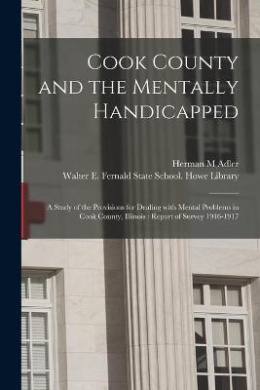 Cook County
and the Mentally
Handicapped
Herman M Adler
Walter E. Fernald State School. Howe Library
A Study of the Provisions for Dealing with Mental Problems in
Cook County, Illinois : Report of Survey 1916-1917